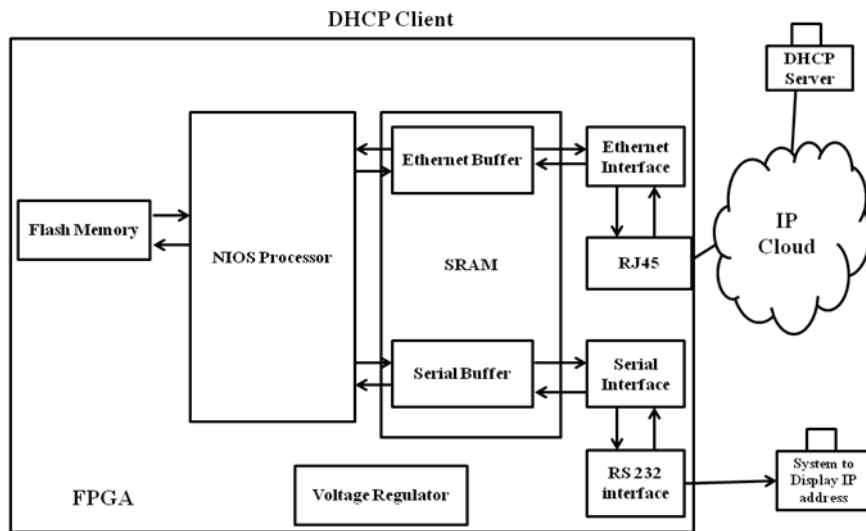 DHCP Client
DHCP
Server
Ethernet Buffer
Ethernet
Interface
Flash Memory
NIOS Processor
SRAM
RJ45
IP
Cloud
Serial Buffer
Serial
Interface
FPGA
Voltage Regulator
RS 232
interface
System to
Display IP
address